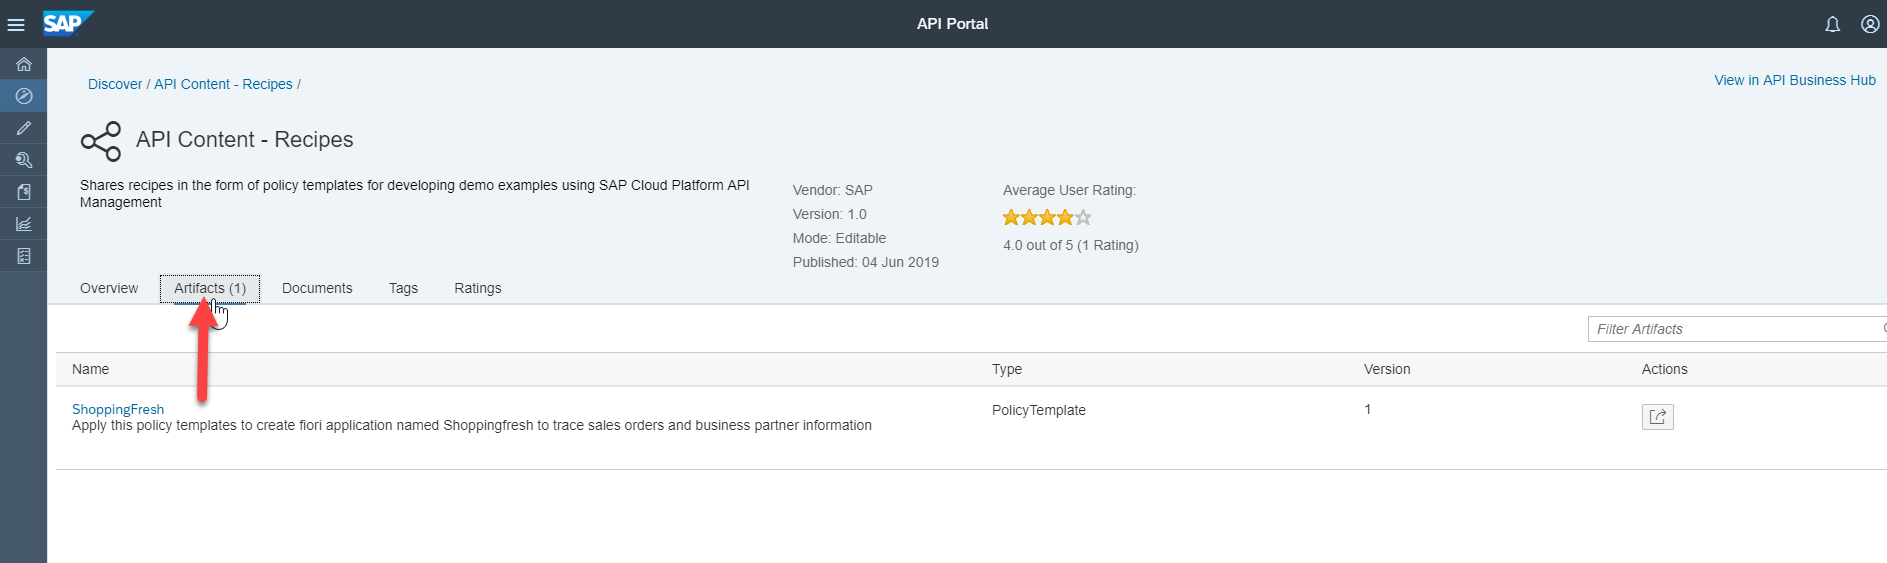 SAP
API Portal
Discover / API Content - Recipes /
View in API Business Hub
API Content - Recipes
Shares recipes in the form of policy templates for developing demo examples using SAP Cloud Platform API
Management
Vendor: SAP
Version: 1.0
Mode: Editable
Published: 04 Jun 2019
Average User Rating:
4.0 out of 5 (1 Rating)
Overview
Artifacts (1)
Documents
Tags
Ratings
Filter Artifacts
Name
Type
Version
Actions
ShoppingFresh
Apply this policy templates to create fiori application named Shoppingfresh to trace sales orders and business partner information
PolicyTemplate
1